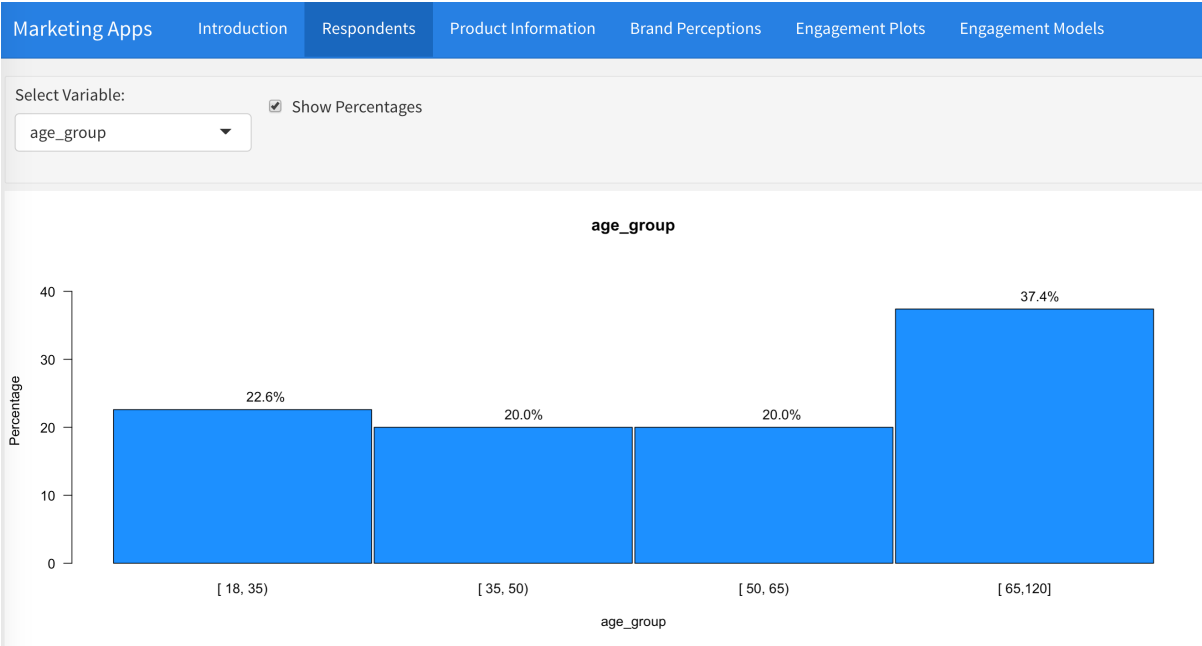 Marketing Apps Introduction Respondents Product Information Brand Perceptions Engagement Plots Engagement Models
Select Variable:
Show Percentages
age_group
age_group
40
37.4%
30
22.6%
20.0%
20.0%
Percentage
20
10
0
[ 18, 35) [ 35, 50) [ 50, 65) [ 65,120]
age_group